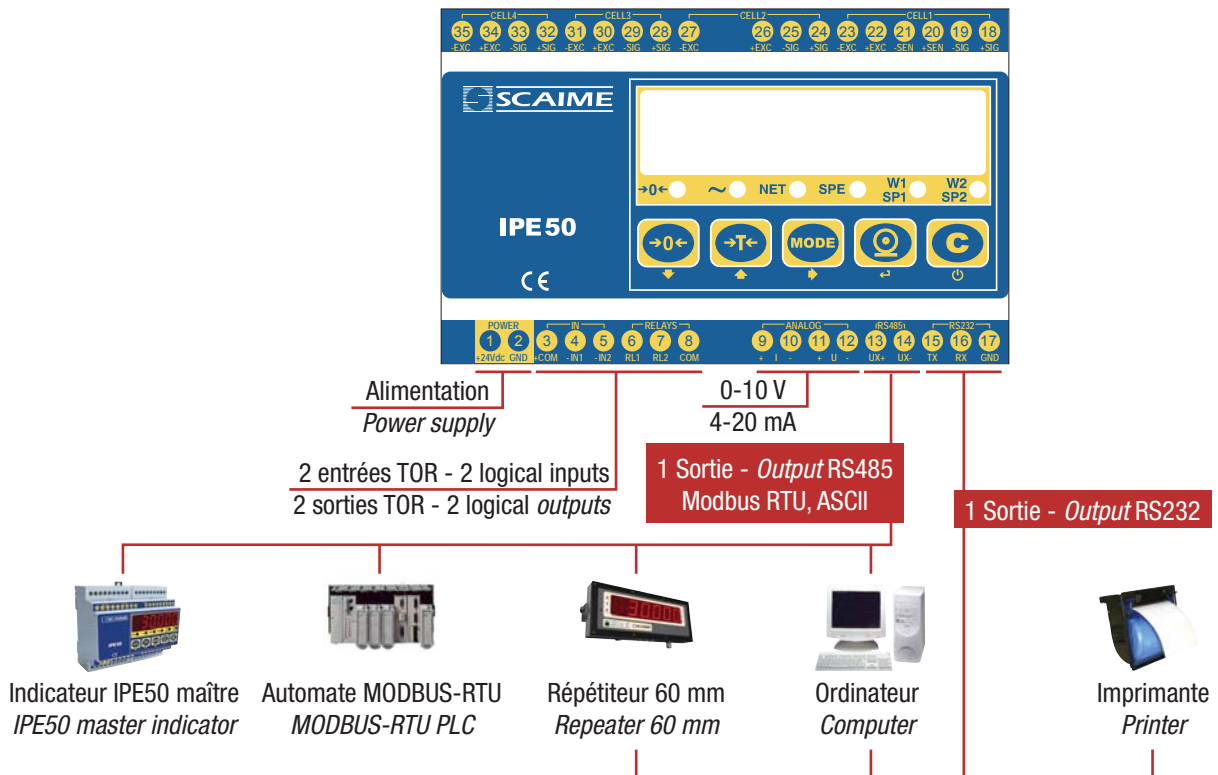 CELL4 CELL3 CELL2 CELL1
35 34 33 32 31 30 29 28 27 26 25 24 23 22 21 20 19 18
-EXC +EXC -SIG +SIG -EXC +EXC -SIG +SIG -EXC +EXC -SIG +SIG -EXC +EXC -SEN +SEN -SIG +SIG
SCAIME
→0← ~ NET SPE W1 W2
SP1 SP2
IPE50
→0← →T← MODE C
CE
POWER IN RELAYS ANALOG RS485 RS232
1 2 3 4 5 6 7 8 9 10 11 12 13 14 15 16 17
+24Vdc GND +COM -IN1 -IN2 RL1 RL2 COM + I - + U - UX+ UX- TX RX GND
Alimentation
Power supply
0-10 V
4-20 mA
2 entrées TOR - 2 logical inputs
2 sorties TOR - 2 logical outputs
1 Sortie - Output RS485
Modbus RTU, ASCII
1 Sortie - Output RS232
SCAIME
30000
IPE50
30000
Indicateur IPE50 maître
IPE50 master indicator
Automate MODBUS-RTU
MODBUS-RTU PLC
Répétiteur 60 mm
Repeater 60 mm
Ordinateur
Computer
Imprimante
Printer